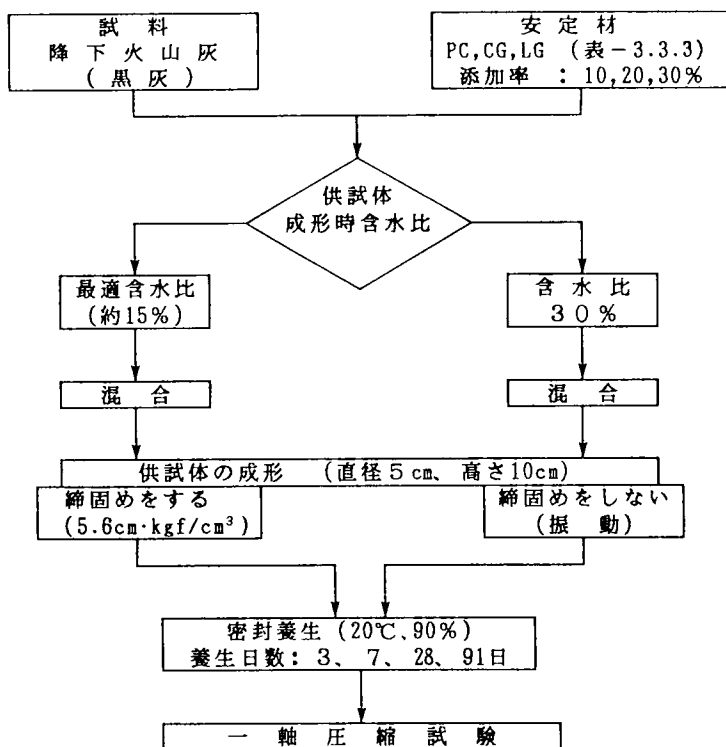 試料
降下火山灰
(黒灰)
安定材
PC,CG,LG (表-3.3.3)
添加率 : 10,20,30%
供試体
成形時含水比
最適含水比
(約15%)
含水比
30%
混合
混合
供試体の成形 (直径5cm、高さ10cm)
締固めをする
(5.6cm·kgf/cm³)
締固めをしない
(振動)
密封養生 (20℃、90%)
養生日数: 3、7、28、91日
一軸圧縮試験